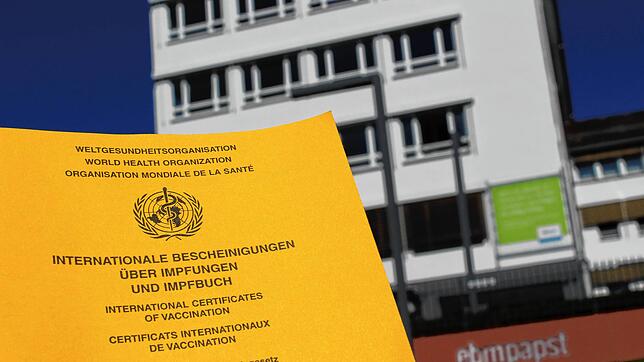 WELTGESUNDHEITSORGANISATION
WORLD HEALTH ORGANIZATION
ORGANISATION MONDIALE DE LA SANTÉ
INTERNATIONALE BESCHEINIGUNGEN
ÜBER IMPFUNGEN
UND IMPFBUCH
INTERNATIONAL CERTIFICATES
OF VACCINATION
CERTIFICATS INTERNATIONAUX
DE VACCINATION
ebmpapst